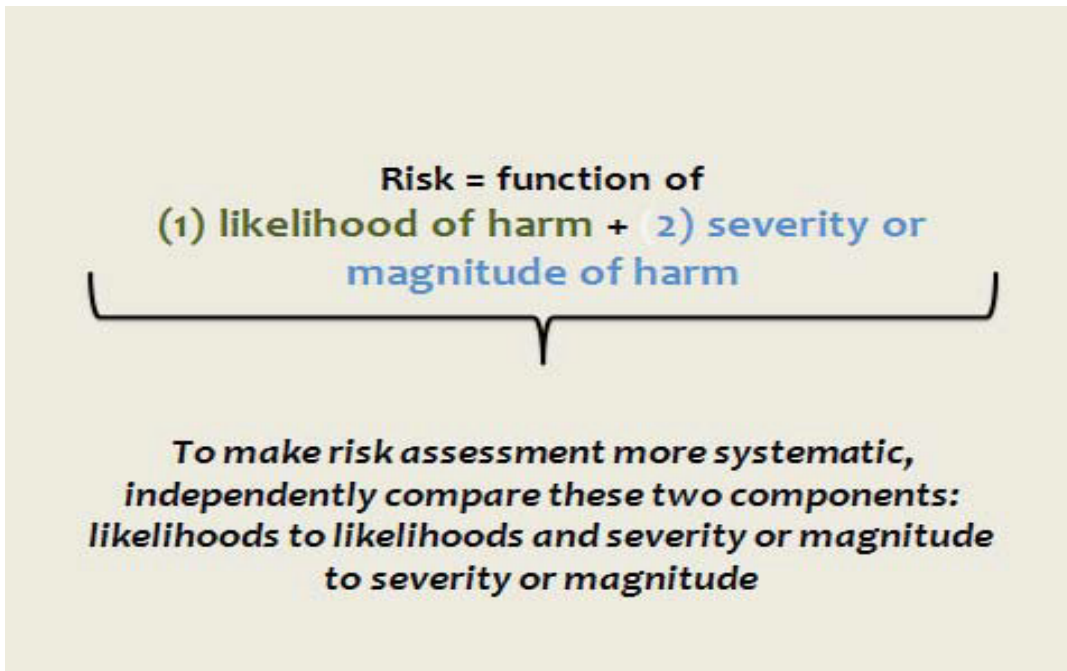 Risk = function of
(1) likelihood of harm + (2) severity or
magnitude of harm
To make risk assessment more systematic,
independently compare these two components:
likelihoods to likelihoods and severity or magnitude
to severity or magnitude